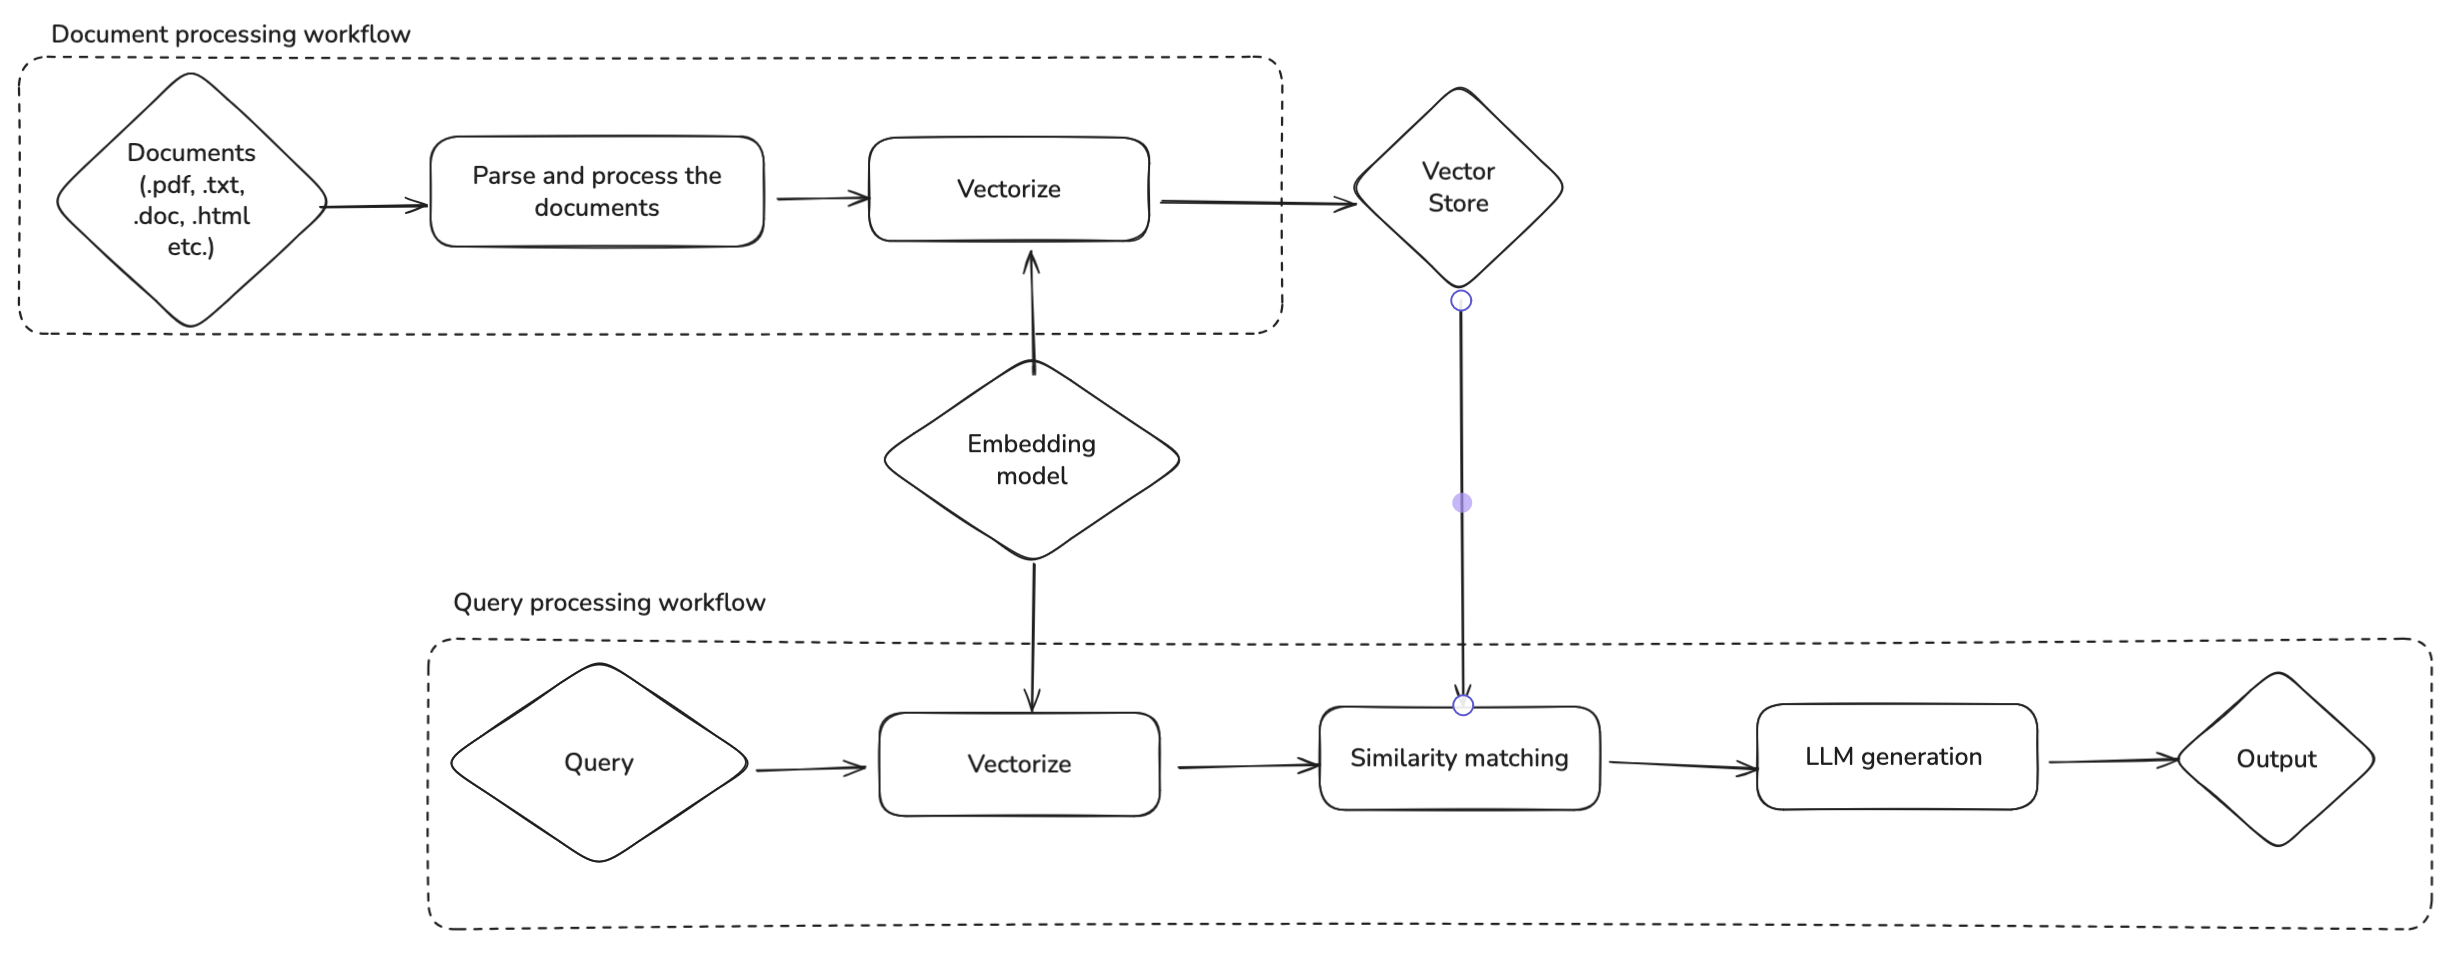 Document processing workflow
Documents
(.pdf, .txt,
.doc, .html
etc.)
Parse and process the
documents
Vectorize
Vector
Store
Embedding
model
Query processing workflow
Query
Vectorize
Similarity matching
LLM generation
Output